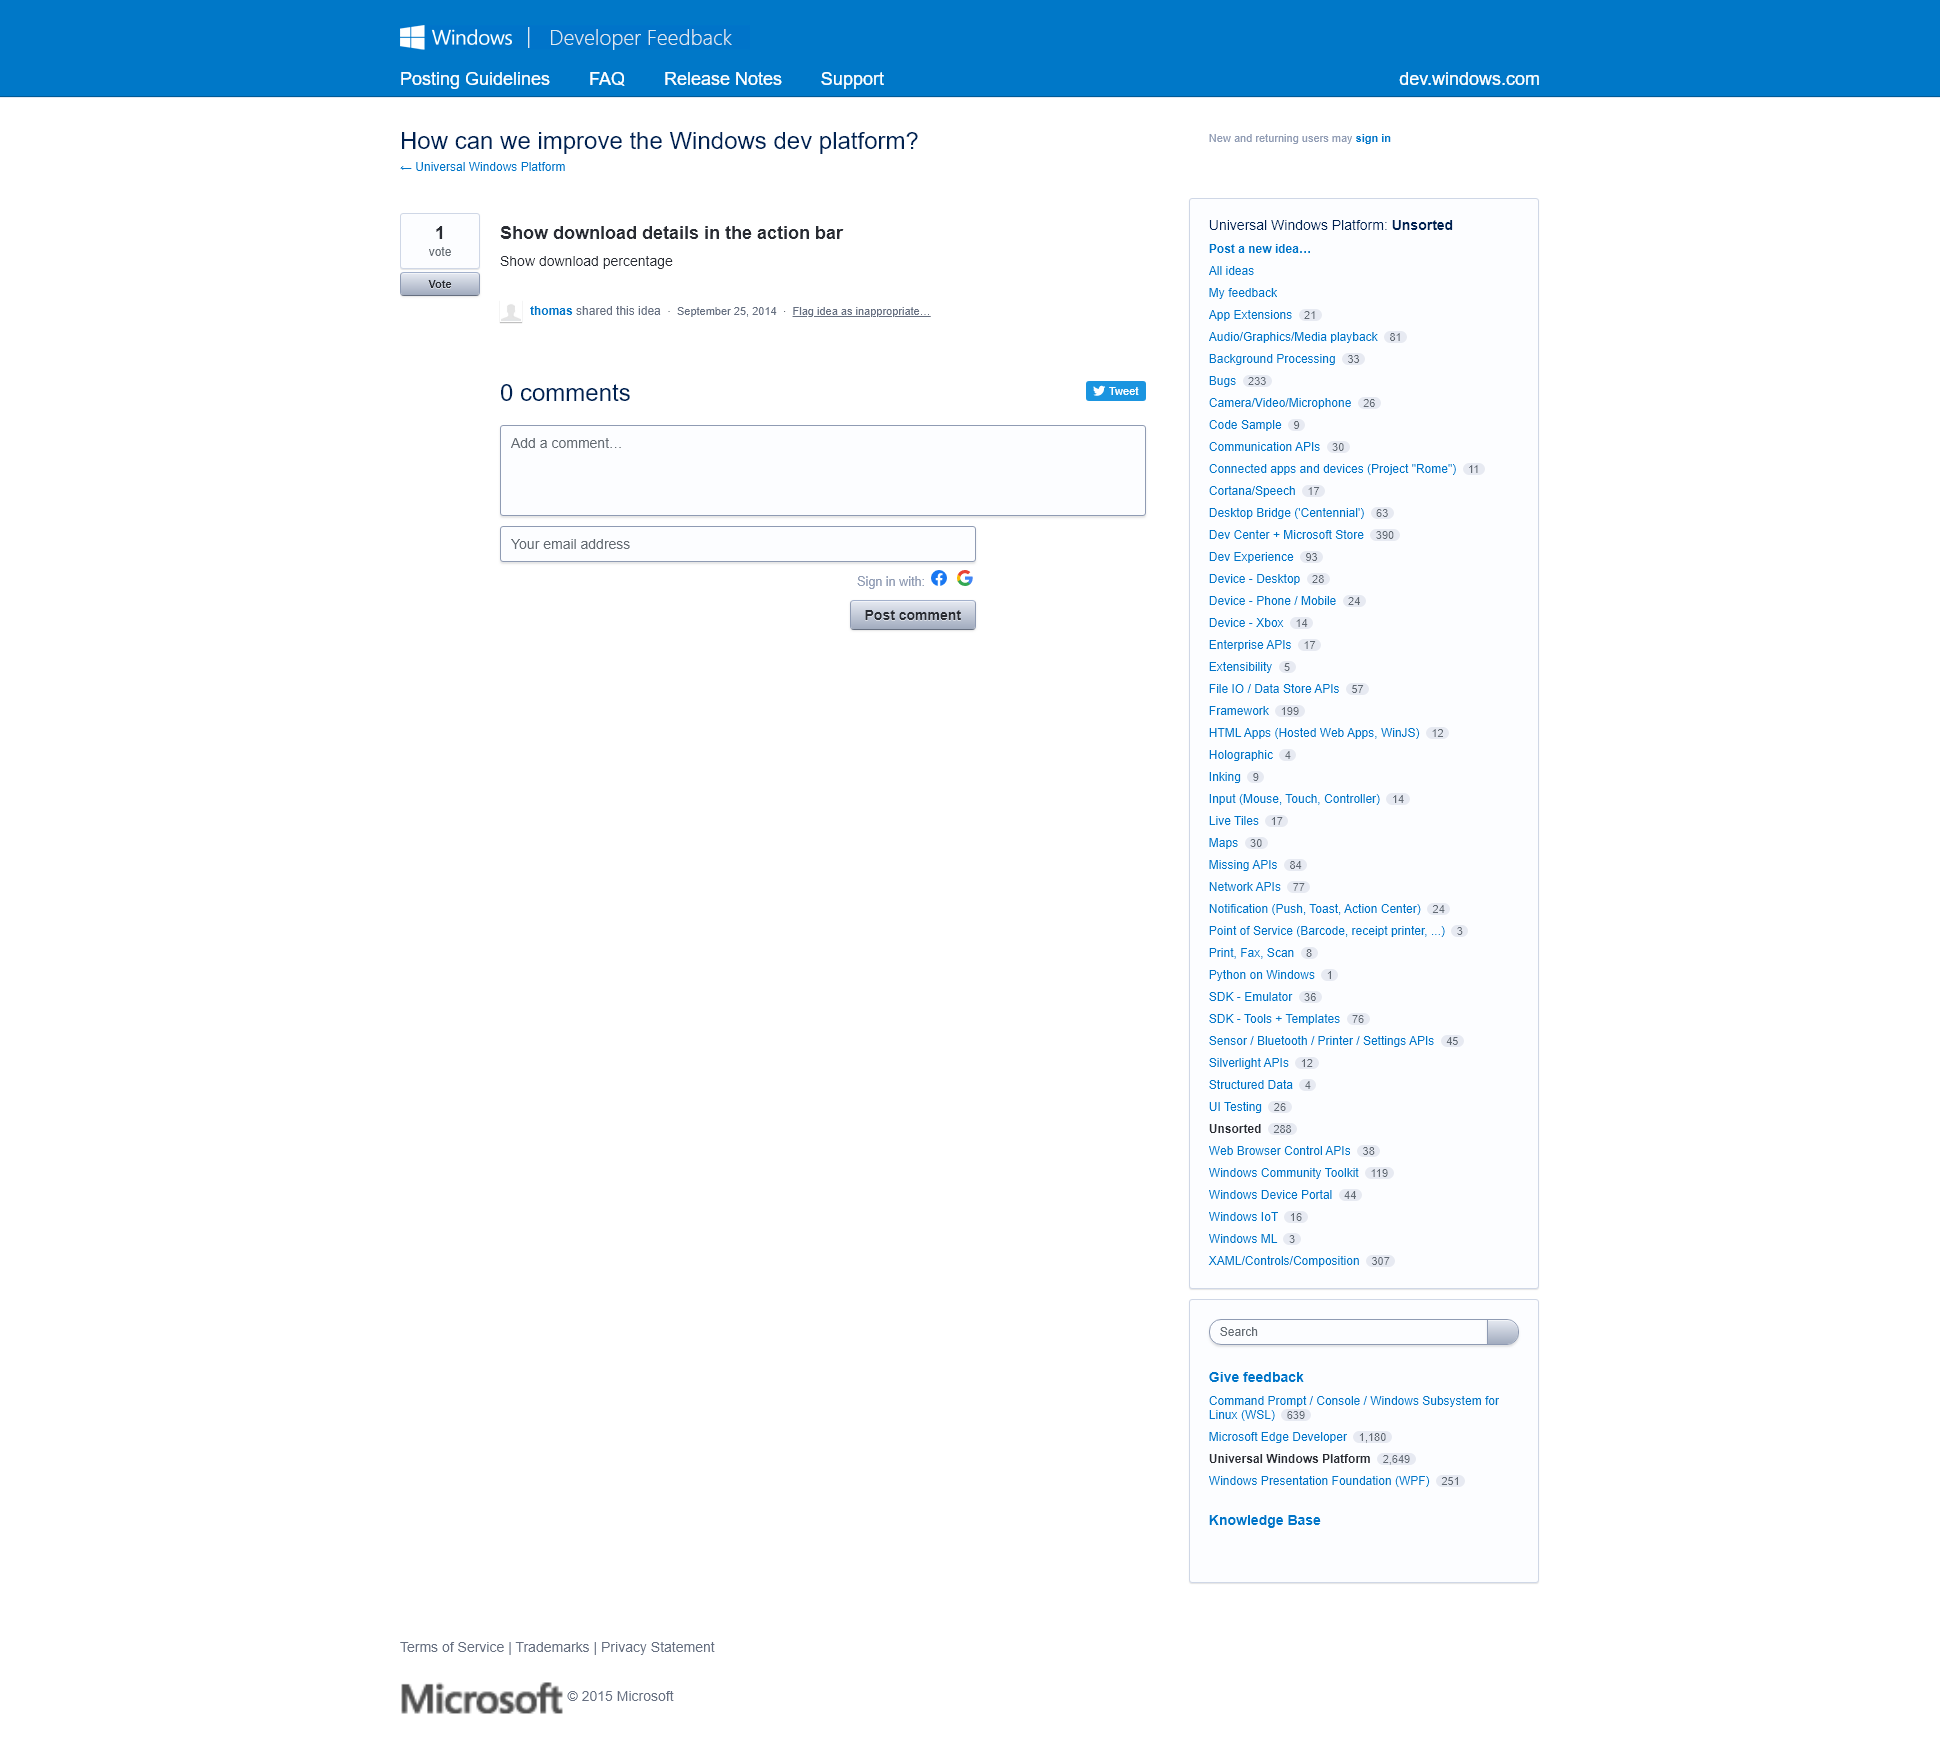 Windows | Developer Feedback
Posting Guidelines FAQ Release Notes Support dev.windows.com
How can we improve the Windows dev platform?
← Universal Windows Platform
New and returning users may sign in
1
vote
Vote
Show download details in the action bar
Show download percentage
thomas shared this idea · September 25, 2014 · Flag idea as inappropriate…
0 comments
Tweet
Add a comment…
Your email address
Sign in with:
Post comment
Universal Windows Platform: Unsorted
Post a new idea…
All ideas
My feedback
App Extensions 21
Audio/Graphics/Media playback 81
Background Processing 33
Bugs 233
Camera/Video/Microphone 26
Code Sample 9
Communication APIs 30
Connected apps and devices (Project "Rome") 11
Cortana/Speech 17
Desktop Bridge ('Centennial') 63
Dev Center + Microsoft Store 390
Dev Experience 93
Device - Desktop 28
Device - Phone / Mobile 24
Device - Xbox 14
Enterprise APIs 17
Extensibility 5
File IO / Data Store APIs 57
Framework 199
HTML Apps (Hosted Web Apps, WinJS) 12
Holographic 4
Inking 9
Input (Mouse, Touch, Controller) 14
Live Tiles 17
Maps 30
Missing APIs 84
Network APIs 77
Notification (Push, Toast, Action Center) 24
Point of Service (Barcode, receipt printer, ...) 3
Print, Fax, Scan 8
Python on Windows 1
SDK - Emulator 36
SDK - Tools + Templates 76
Sensor / Bluetooth / Printer / Settings APIs 45
Silverlight APIs 12
Structured Data 4
UI Testing 26
Unsorted 288
Web Browser Control APIs 38
Windows Community Toolkit 119
Windows Device Portal 44
Windows IoT 16
Windows ML 3
XAML/Controls/Composition 307
Search
Give feedback
Command Prompt / Console / Windows Subsystem for
Linux (WSL) 639
Microsoft Edge Developer 1,180
Universal Windows Platform 2,649
Windows Presentation Foundation (WPF) 251
Knowledge Base
Terms of Service | Trademarks | Privacy Statement
Microsoft © 2015 Microsoft